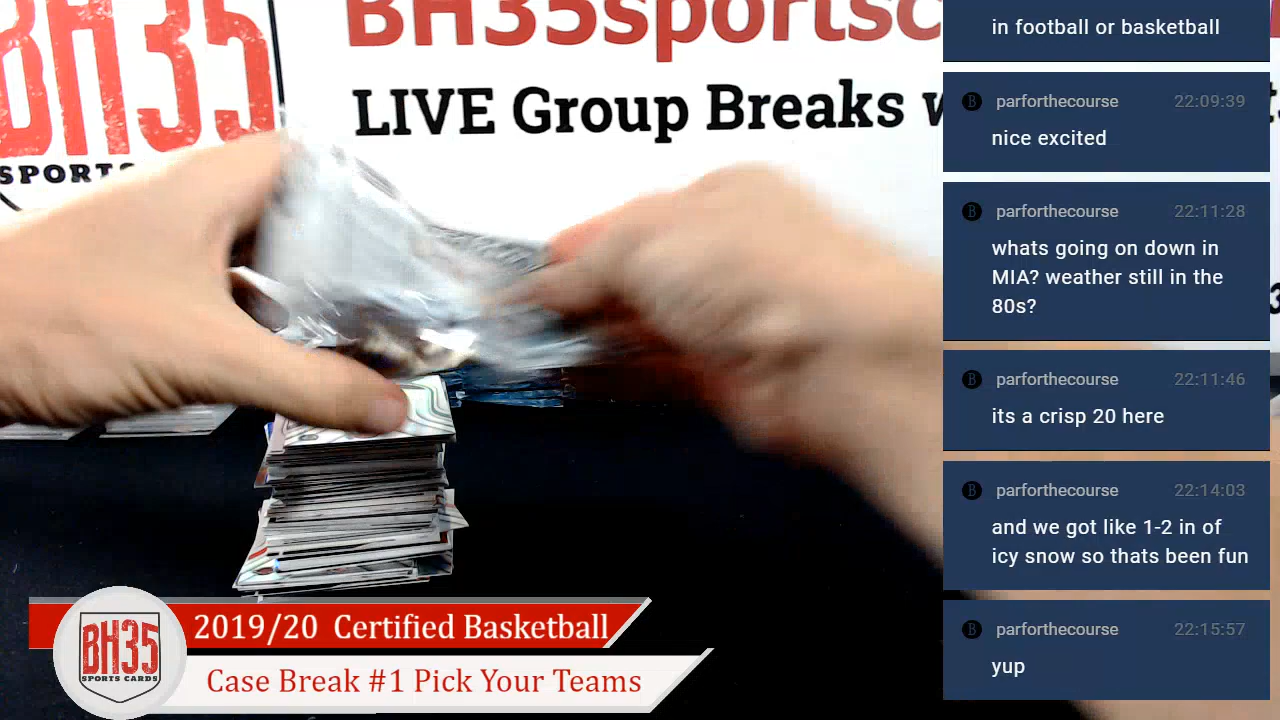 BH35
SPORTS
BH35sportsc
LIVE Group Breaks w
in football or basketball
parforthecourse 22:09:39
nice excited
parforthecourse 22:11:28
whats going on down in
MIA? weather still in the
80s?
parforthecourse 22:11:46
its a crisp 20 here
parforthecourse 22:14:03
and we got like 1-2 in of
icy snow so thats been fun
parforthecourse 22:15:57
yup
BH35
SPORTS CARDS
2019/20 Certified Basketball
Case Break #1 Pick Your Teams